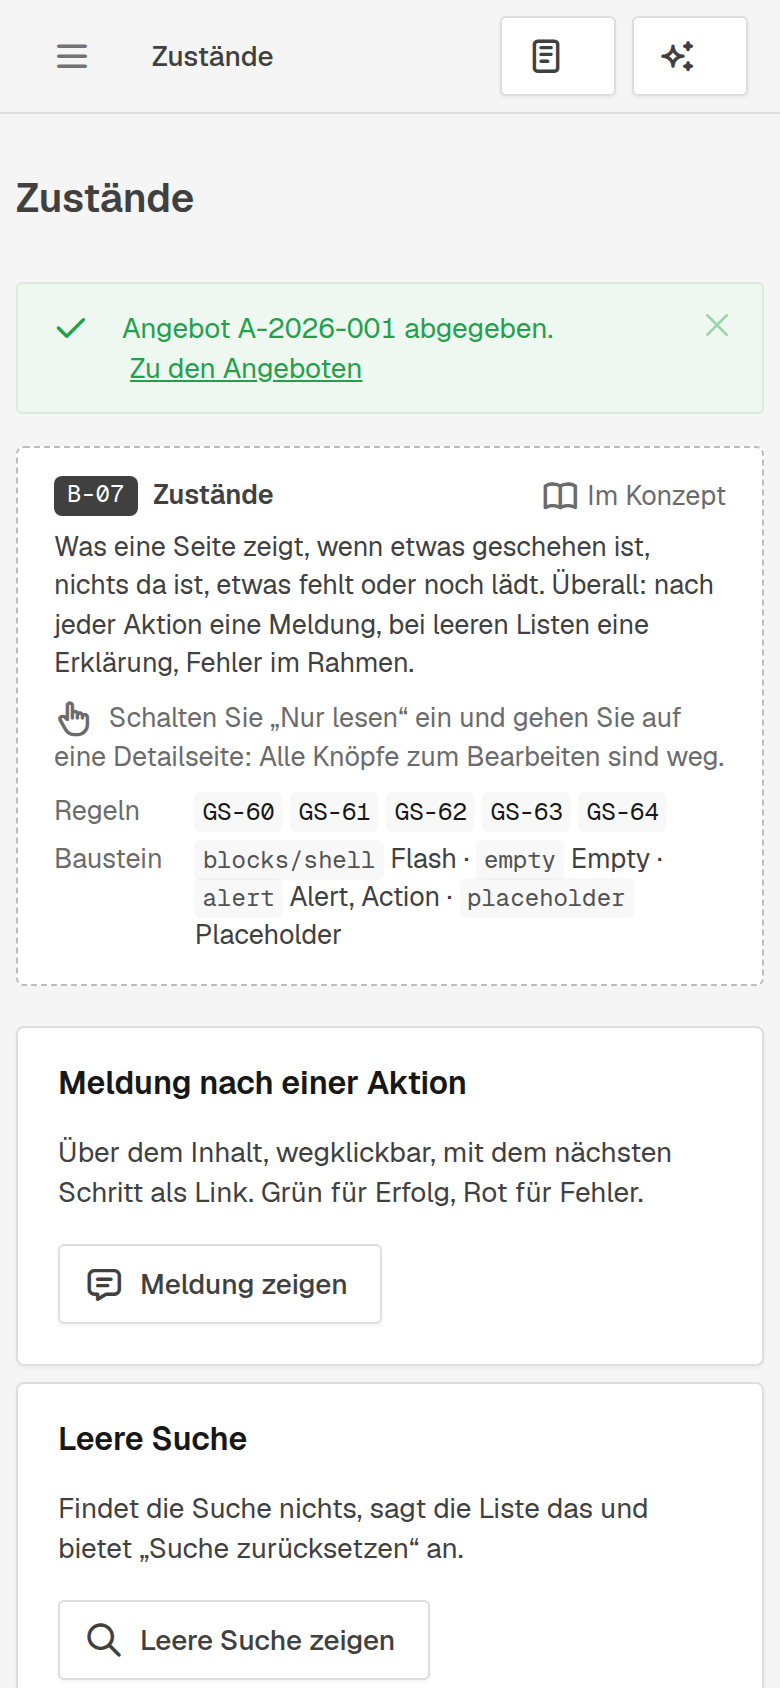 Zustände
Zustände
Angebot A-2026-001 abgegeben.
Zu den Angeboten
B-07 Zustände Im Konzept
Was eine Seite zeigt, wenn etwas geschehen ist,
nichts da ist, etwas fehlt oder noch lädt. Überall: nach
jeder Aktion eine Meldung, bei leeren Listen eine
Erklärung, Fehler im Rahmen.
Schalten Sie „Nur lesen“ ein und gehen Sie auf
eine Detailseite: Alle Knöpfe zum Bearbeiten sind weg.
Regeln GS-60 GS-61 GS-62 GS-63 GS-64
Baustein blocks/shell Flash · empty Empty ·
alert Alert, Action · placeholder
Placeholder
Meldung nach einer Aktion
Über dem Inhalt, wegklickbar, mit dem nächsten
Schritt als Link. Grün für Erfolg, Rot für Fehler.
Meldung zeigen
Leere Suche
Findet die Suche nichts, sagt die Liste das und
bietet „Suche zurücksetzen“ an.
Leere Suche zeigen